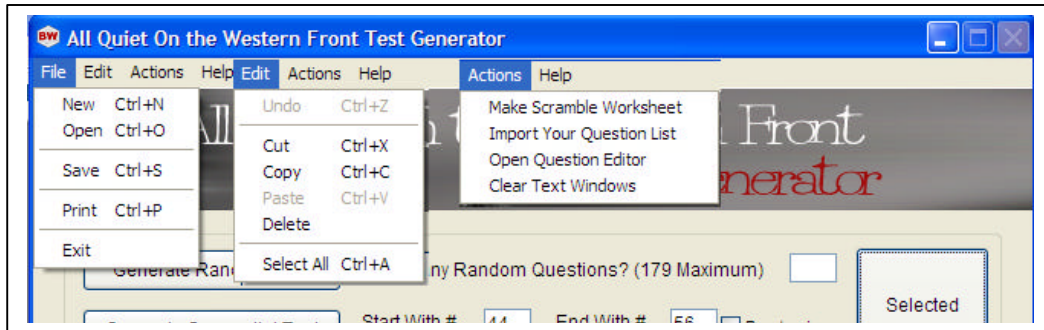 BW All Quiet On the Western Front Test Generator
File Edit Actions Help Edit Actions Help Actions Help
New Ctrl+N
Open Ctrl+O
Save Ctrl+S
Print Ctrl+P
Exit
Undo Ctrl+Z
Cut Ctrl+X
Copy Ctrl+C
Paste Ctrl+V
Delete
Select All Ctrl+A
Make Scramble Worksheet
Import Your Question List
Open Question Editor
Clear Text Windows
All Front
nerator
Generate Ran ny Random Questions? (179 Maximum)
Start With # 44 End With # 56
Selected